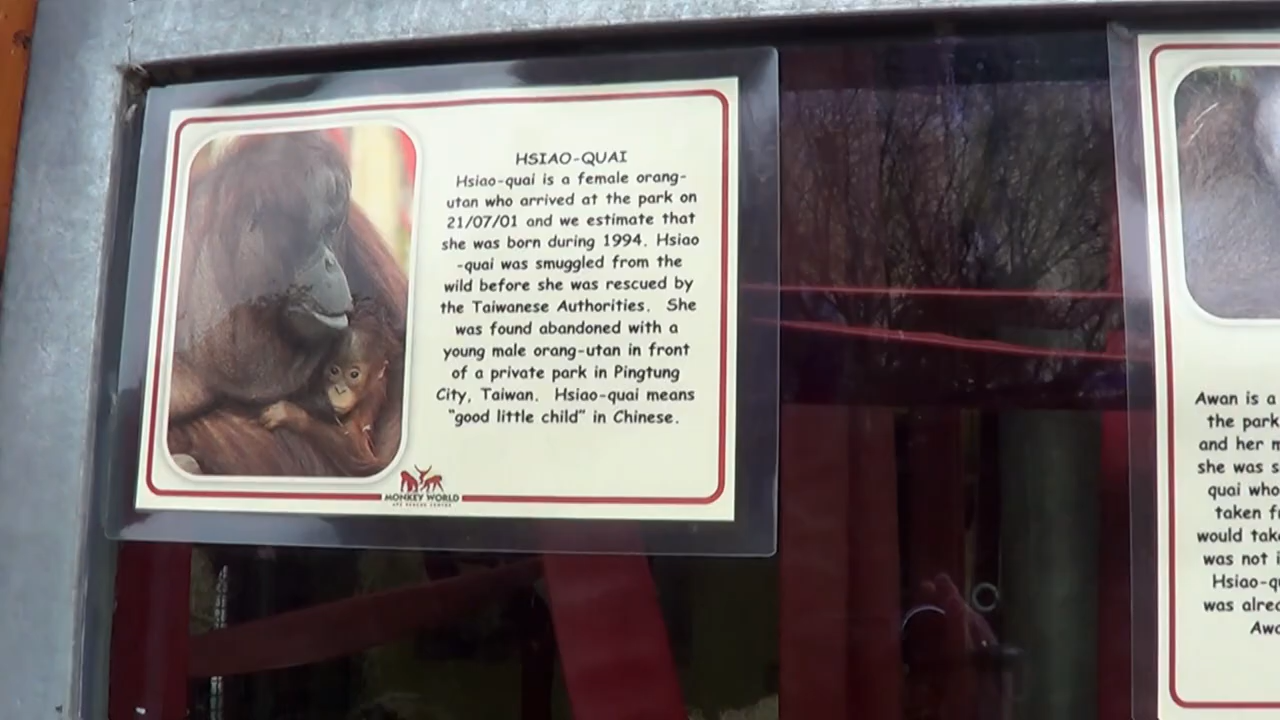 HSIAO-QUAI
Hsiao-quai is a female orang-
utan who arrived at the park on
21/07/01 and we estimate that
she was born during 1994. Hsiao
-quai was smuggled from the
wild before she was rescued by
the Taiwanese Authorities. She
was found abandoned with a
young male orang-utan in front
of a private park in Pingtung
City, Taiwan. Hsiao-quai means
"good little child" in Chinese.
MONKEY WORLD
APE RESCUE CENTRE
Awan is a
the park
and her m
she was s
quai who
taken f
would tak
was not i
Hsiao-q
was alrea
Awa